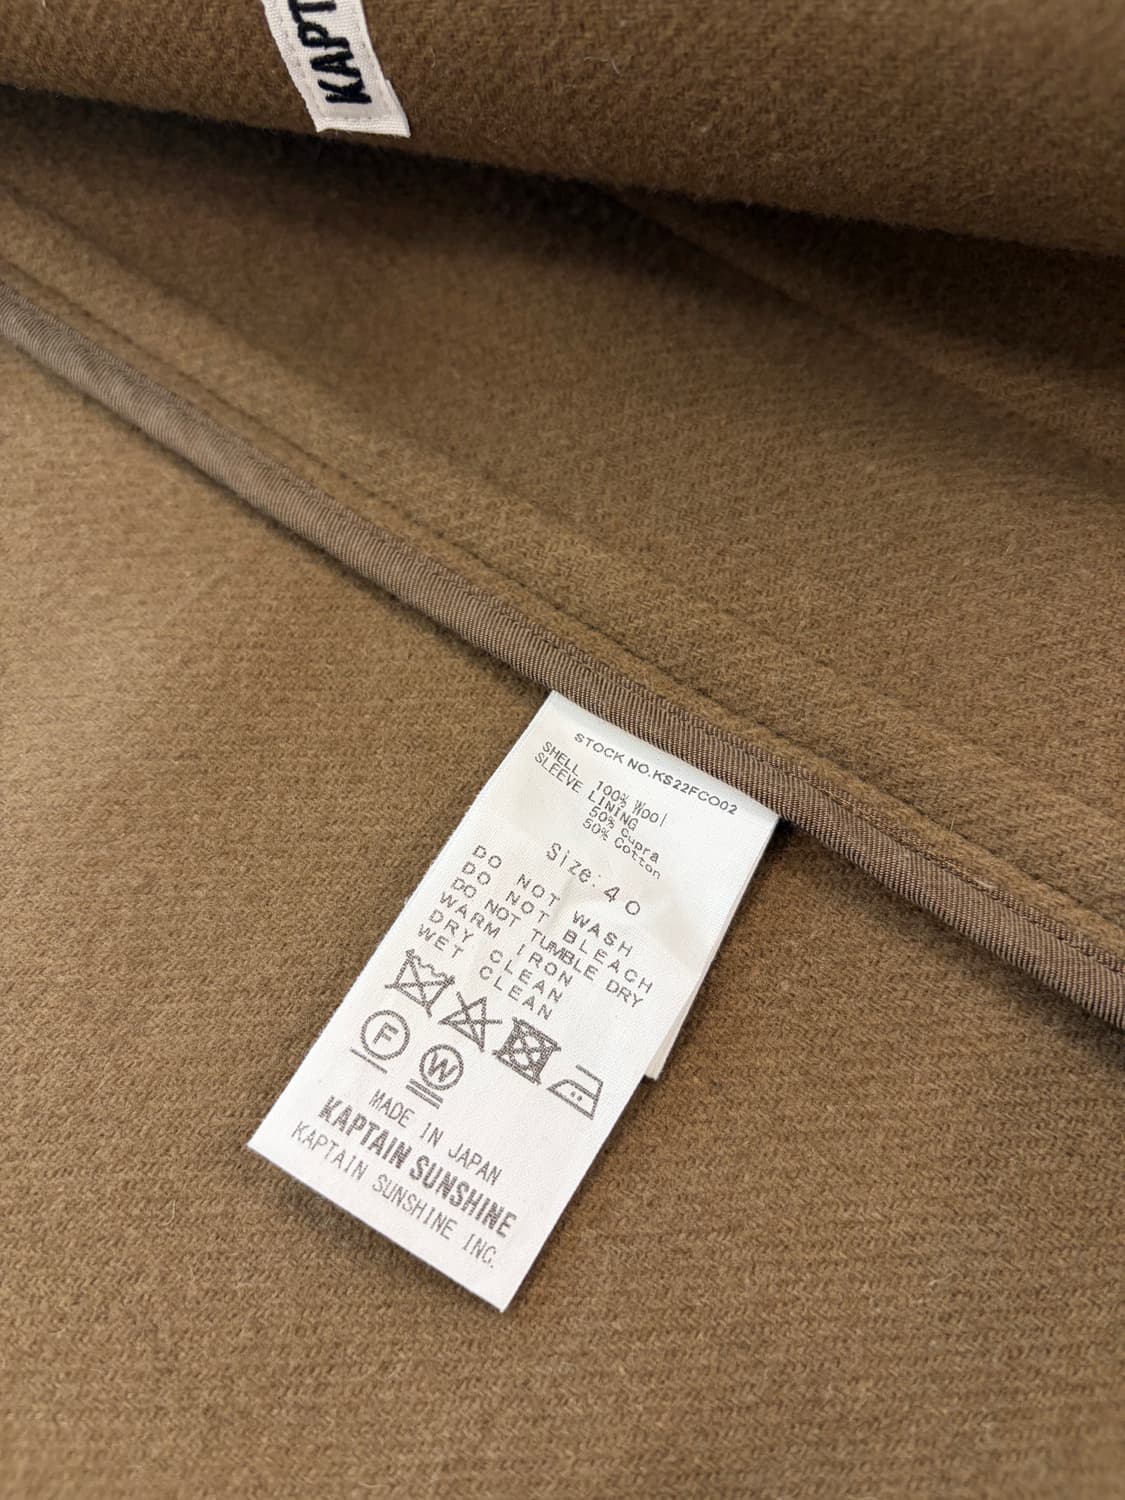 KAPT
STOCK NO.KS22FCO02
SHELL
100% Wool
SLEEVE LINING
50% Cupra
50% Cotton
Size:40
DO NOT WASH
DO NOT BLEACH
DO NOT TUMBLE DRY
WARM IRON
DRY CLEAN
WET CLEAN
F
W
MADE IN JAPAN
KAPTAIN SUNSHINE
KAPTAIN SUNSHINE INC.